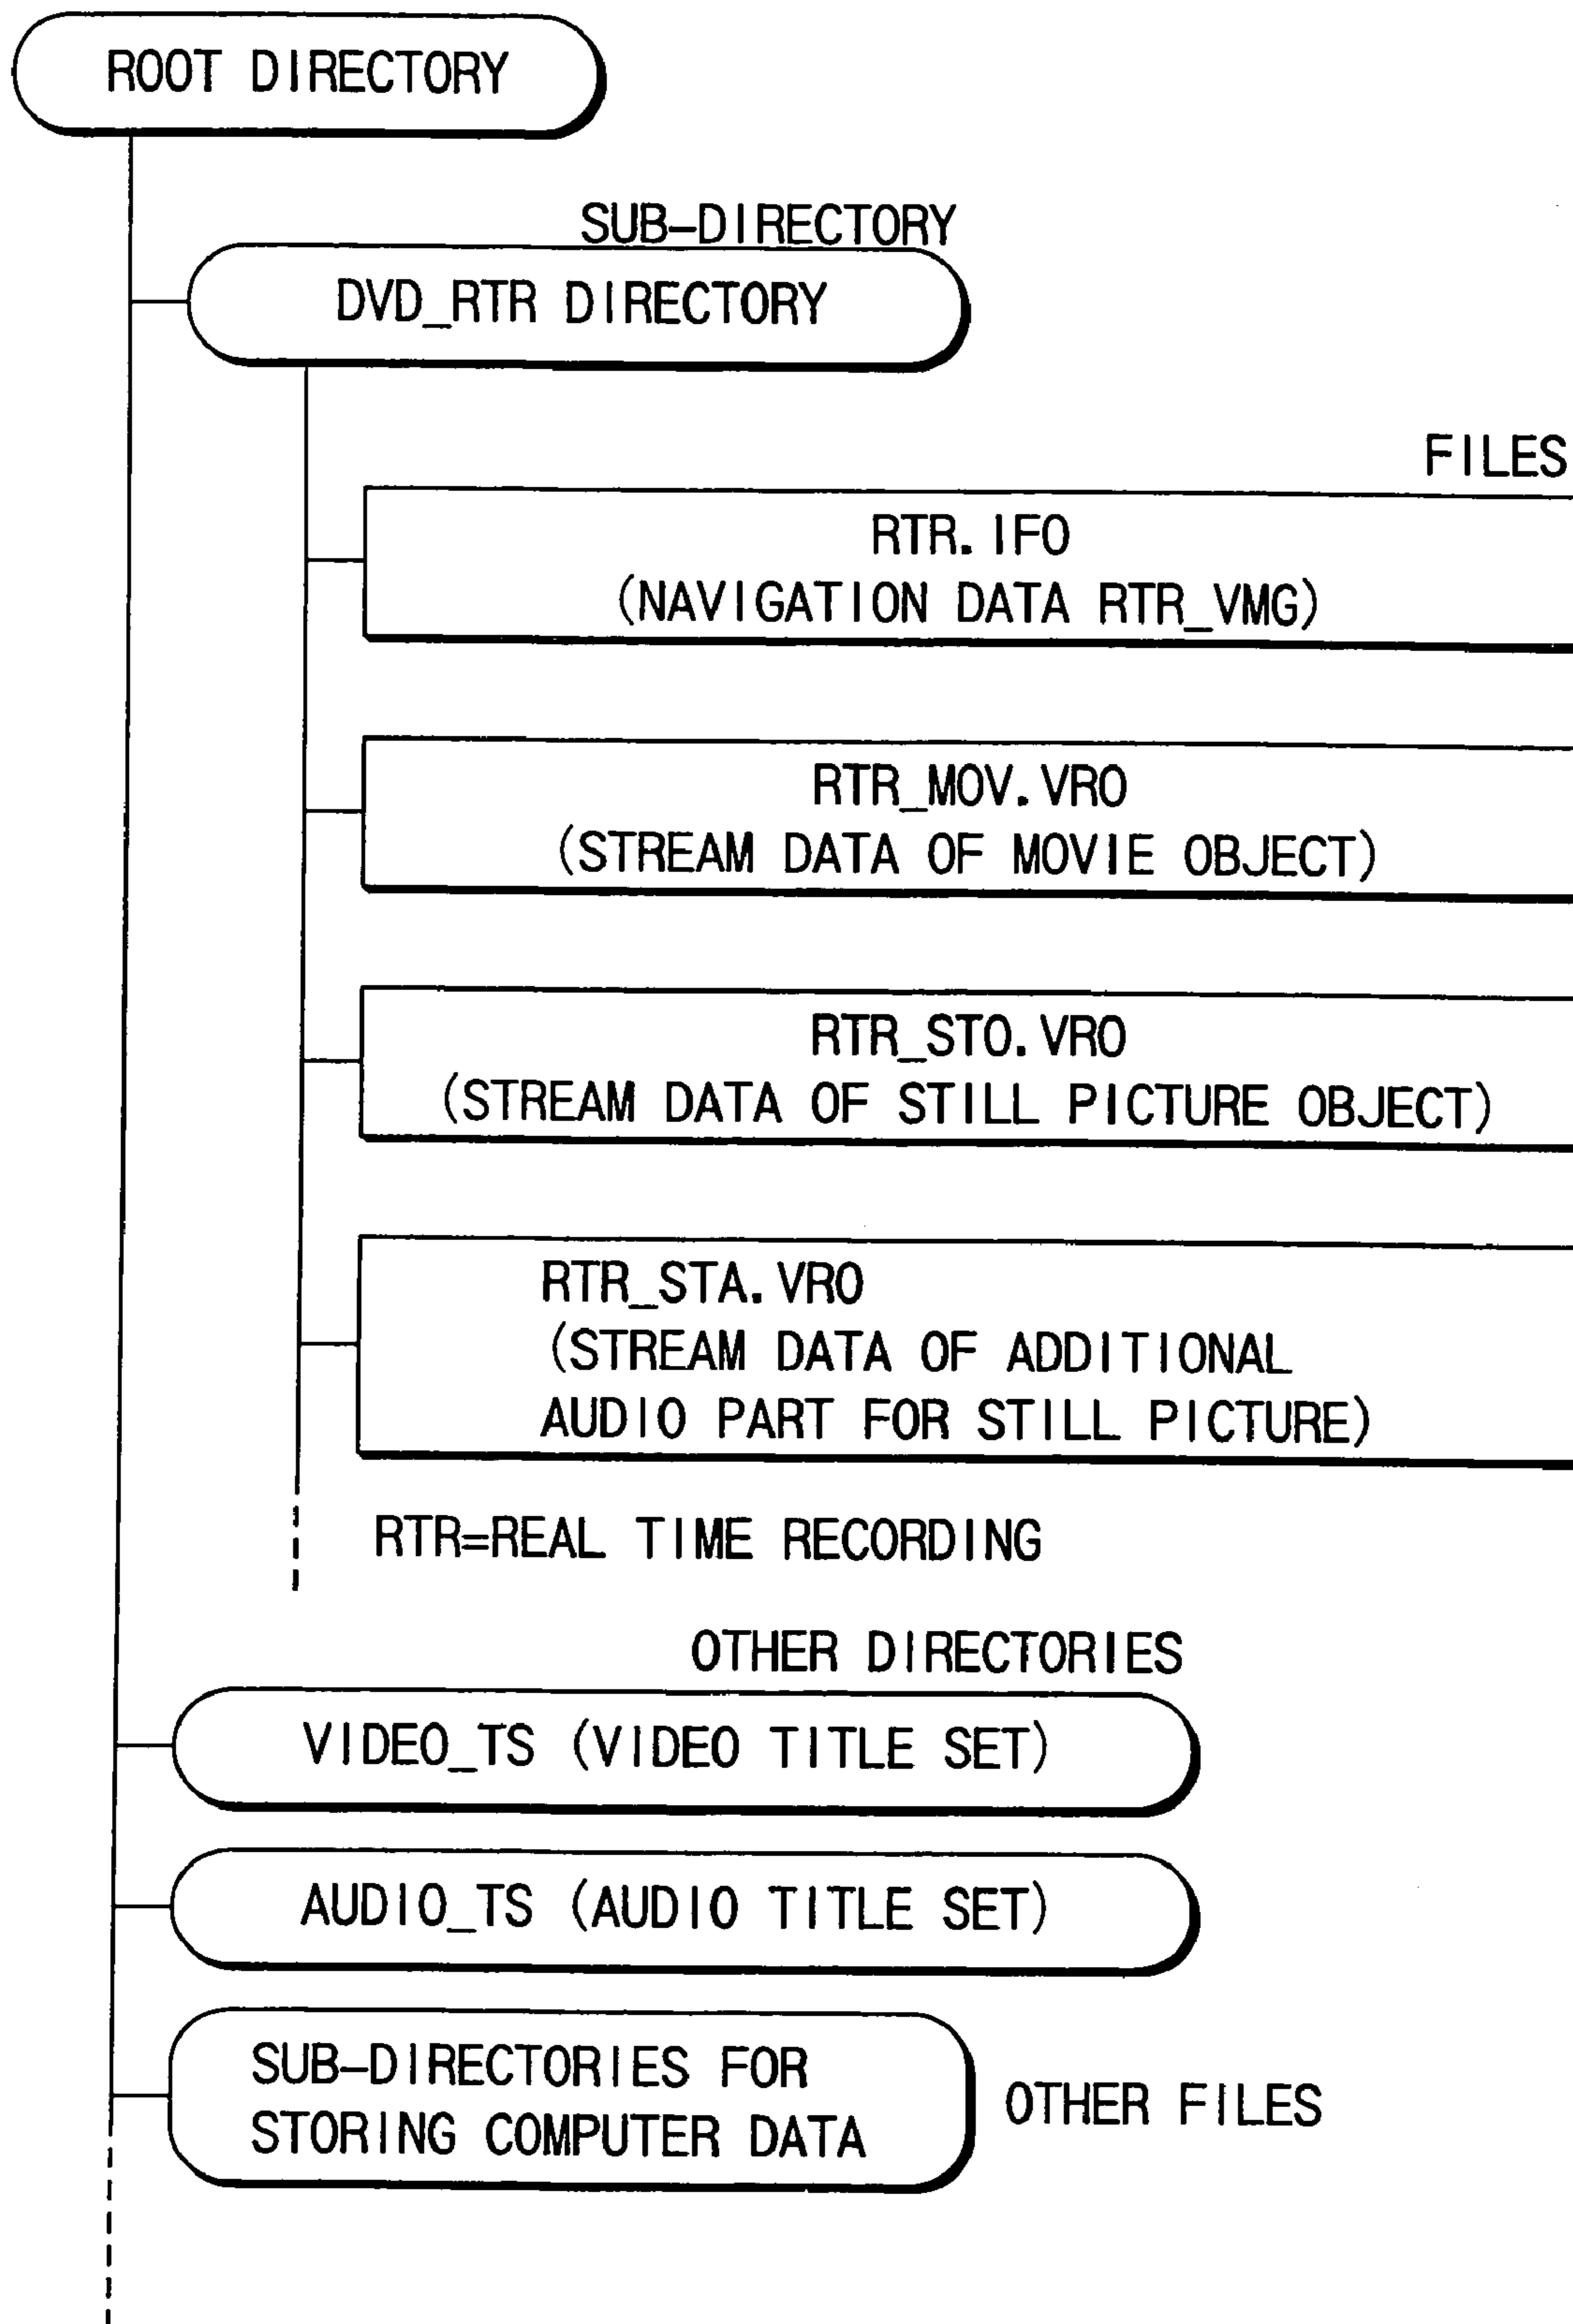 ROOT DIRECTORY
SUB-DIRECTORY
DVD_RTR DIRECTORY
FILES
RTR.IFO
(NAVIGATION DATA RTR_VMG)
RTR_MOV.VRO
(STREAM DATA OF MOVIE OBJECT)
RTR_STO.VRO
(STREAM DATA OF STILL PICTURE OBJECT)
RTR_STA.VRO
(STREAM DATA OF ADDITIONAL
AUDIO PART FOR STILL PICTURE)
RTR=REAL TIME RECORDING
OTHER DIRECTORIES
VIDEO_TS (VIDEO TITLE SET)
AUDIO_TS (AUDIO TITLE SET)
SUB-DIRECTORIES FOR
STORING COMPUTER DATA
OTHER FILES